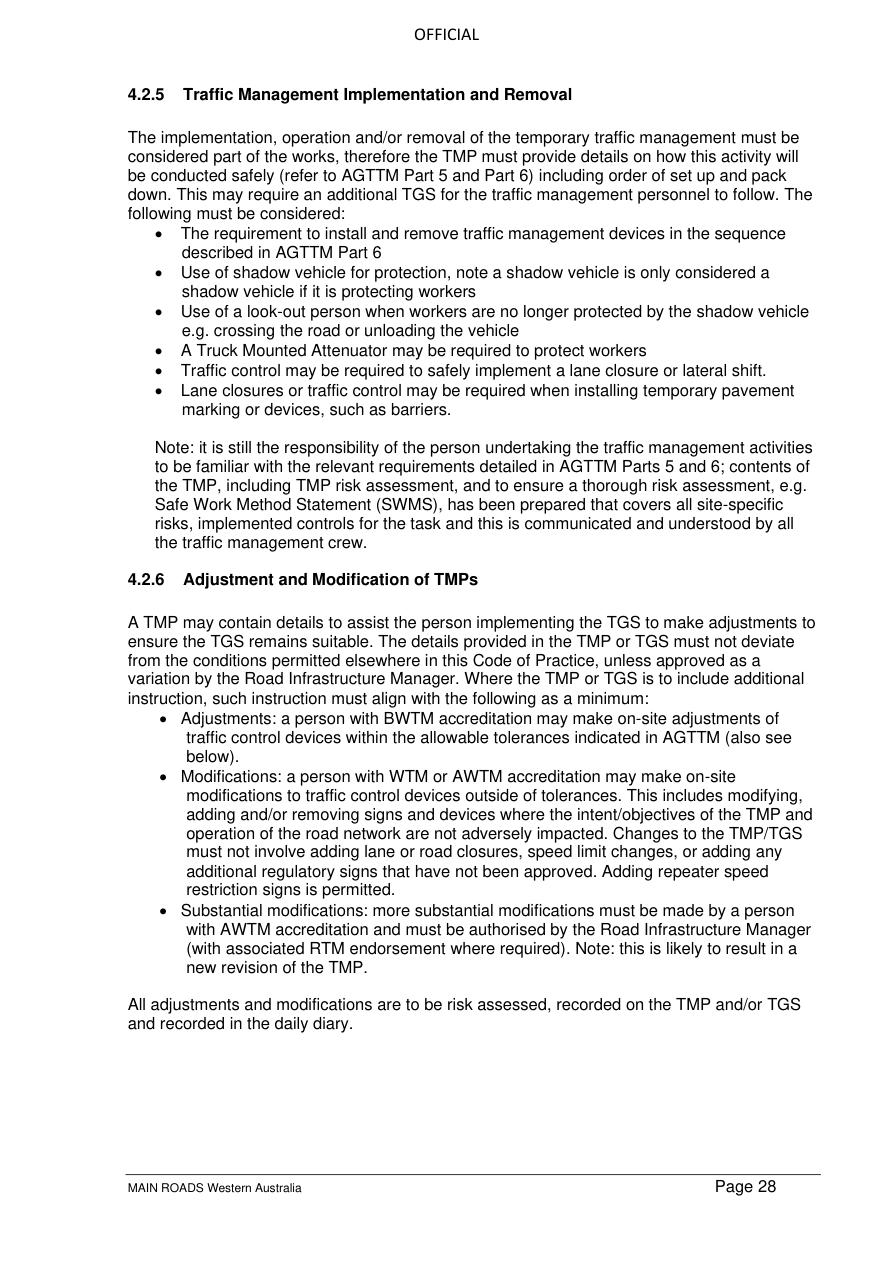 OFFICIAL
4.2.5 Traffic Management Implementation and Removal
The implementation, operation and/or removal of the temporary traffic management must be
considered part of the works, therefore the TMP must provide details on how this activity will
be conducted safely (refer to AGTTM Part 5 and Part 6) including order of set up and pack
down. This may require an additional TGS for the traffic management personnel to follow. The
following must be considered:
• The requirement to install and remove traffic management devices in the sequence
described in AGTTM Part 6
• Use of shadow vehicle for protection, note a shadow vehicle is only considered a
shadow vehicle if it is protecting workers
• Use of a look-out person when workers are no longer protected by the shadow vehicle
e.g. crossing the road or unloading the vehicle
• A Truck Mounted Attenuator may be required to protect workers
• Traffic control may be required to safely implement a lane closure or lateral shift.
• Lane closures or traffic control may be required when installing temporary pavement
marking or devices, such as barriers.
Note: it is still the responsibility of the person undertaking the traffic management activities
to be familiar with the relevant requirements detailed in AGTTM Parts 5 and 6; contents of
the TMP, including TMP risk assessment, and to ensure a thorough risk assessment, e.g.
Safe Work Method Statement (SWMS), has been prepared that covers all site-specific
risks, implemented controls for the task and this is communicated and understood by all
the traffic management crew.
4.2.6 Adjustment and Modification of TMPs
A TMP may contain details to assist the person implementing the TGS to make adjustments to
ensure the TGS remains suitable. The details provided in the TMP or TGS must not deviate
from the conditions permitted elsewhere in this Code of Practice, unless approved as a
variation by the Road Infrastructure Manager. Where the TMP or TGS is to include additional
instruction, such instruction must align with the following as a minimum:
• Adjustments: a person with BWTM accreditation may make on-site adjustments of
traffic control devices within the allowable tolerances indicated in AGTTM (also see
below).
• Modifications: a person with WTM or AWTM accreditation may make on-site
modifications to traffic control devices outside of tolerances. This includes modifying,
adding and/or removing signs and devices where the intent/objectives of the TMP and
operation of the road network are not adversely impacted. Changes to the TMP/TGS
must not involve adding lane or road closures, speed limit changes, or adding any
additional regulatory signs that have not been approved. Adding repeater speed
restriction signs is permitted.
• Substantial modifications: more substantial modifications must be made by a person
with AWTM accreditation and must be authorised by the Road Infrastructure Manager
(with associated RTM endorsement where required). Note: this is likely to result in a
new revision of the TMP.
All adjustments and modifications are to be risk assessed, recorded on the TMP and/or TGS
and recorded in the daily diary.
MAIN ROADS Western Australia Page 28